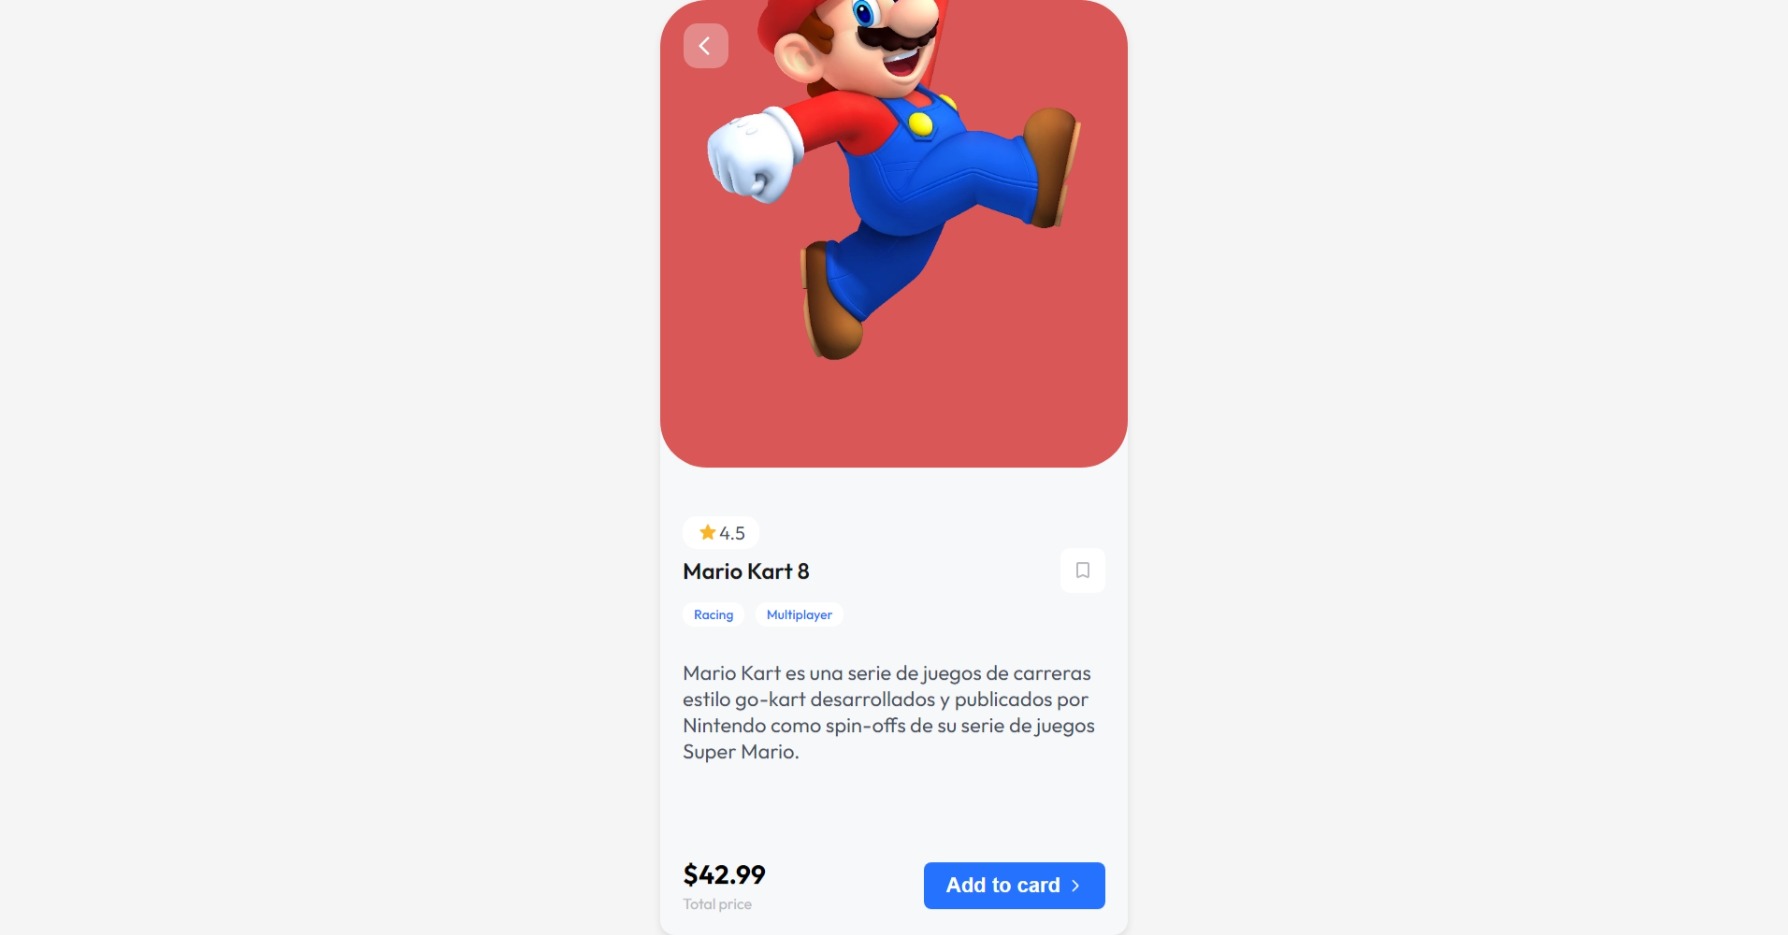 4.5
Mario Kart 8
Racing
Multiplayer
Mario Kart es una serie de juegos de carreras
estilo go-kart desarrollados y publicados por
Nintendo como spin-offs de su serie de juegos
Super Mario.
$42.99
Total price
Add to card